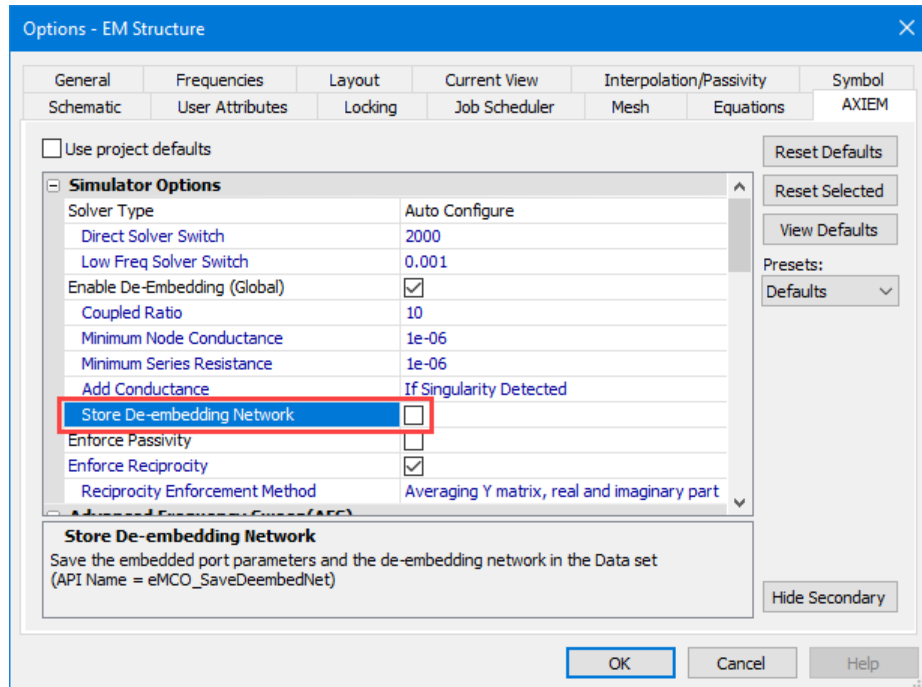 Options - EM Structure
General Frequencies Layout Current View Interpolation/Passivity Symbol
Schematic User Attributes Locking Job Scheduler Mesh Equations AXIEM
Use project defaults
Reset Defaults
Simulator Options
Reset Selected
Solver Type Auto Configure
Direct Solver Switch 2000
View Defaults
Low Freq Solver Switch 0.001
Presets:
Enable De-Embedding (Global)
Defaults
Coupled Ratio 10
Minimum Node Conductance 1e-06
Minimum Series Resistance 1e-06
Add Conductance If Singularity Detected
Store De-embedding Network
Enforce Passivity
Enforce Reciprocity
Reciprocity Enforcement Method Averaging Y matrix, real and imaginary part
Advanced Frequency Sweep(AFS)
Store De-embedding Network
Save the embedded port parameters and the de-embedding network in the Data set
(API Name = eMCO_SaveDeembedNet)
Hide Secondary
OK Cancel Help